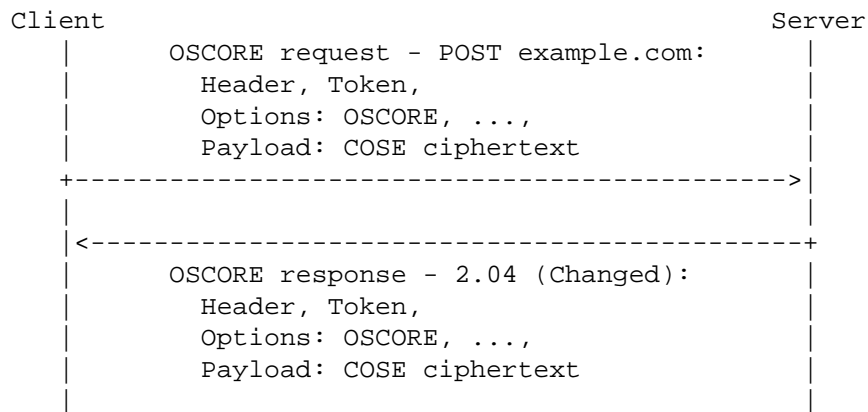 Client                                             Server
   |      OSCORE request - POST example.com:      |
   |        Header, Token,                        |
   |        Options: OSCORE, ...,                 |
   |        Payload: COSE ciphertext              |
   +--------------------------------------------->|
   |                                              |
   |<---------------------------------------------+
   |      OSCORE response - 2.04 (Changed):       |
   |        Header, Token,                        |
   |        Options: OSCORE, ...,                 |
   |        Payload: COSE ciphertext              |
   |                                              |